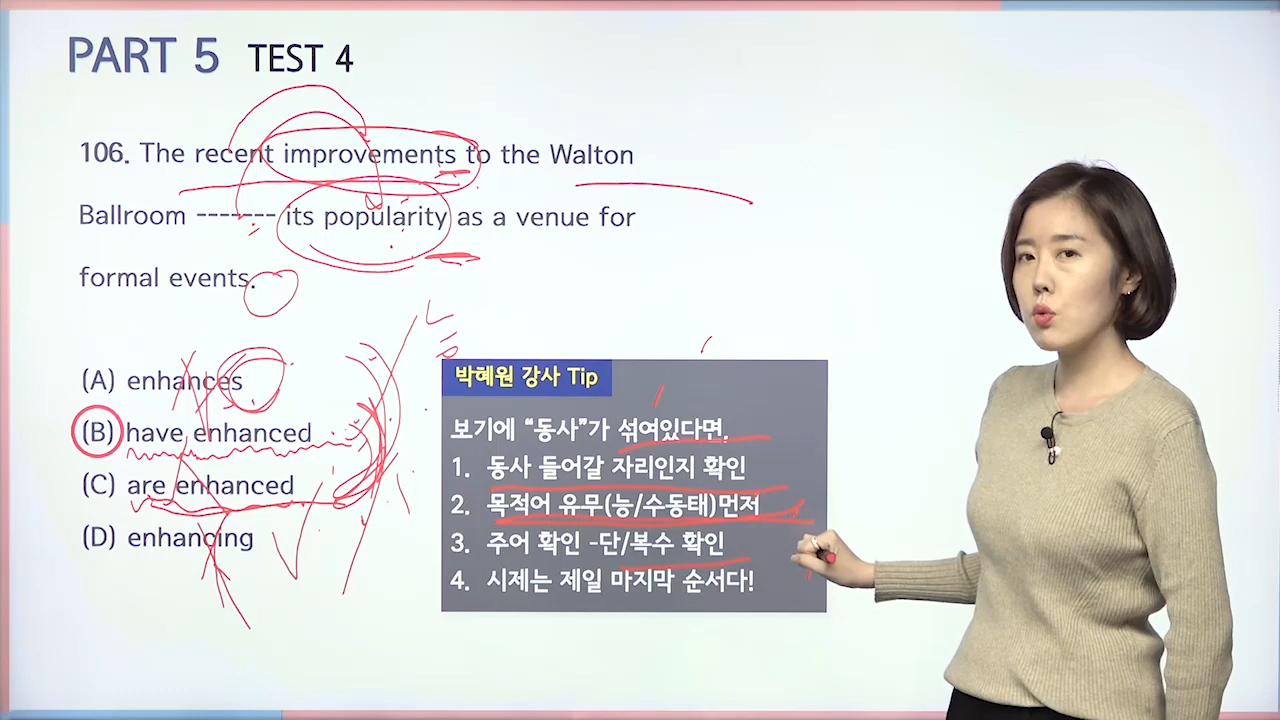 PART 5 TEST 4
106. The recent improvements to the Walton
Ballroom ------- its popularity as a venue for
formal events.
(A) enhances
(B) have enhanced
(C) are enhanced
(D) enhancing
박혜원 강사 Tip
보기에 “동사”가 섞여있다면,
1. 동사 들어갈 자리인지 확인
2. 목적어 유무(능/수동태)먼저
3. 주어 확인 -단/복수 확인
4. 시제는 제일 마지막 순서다!